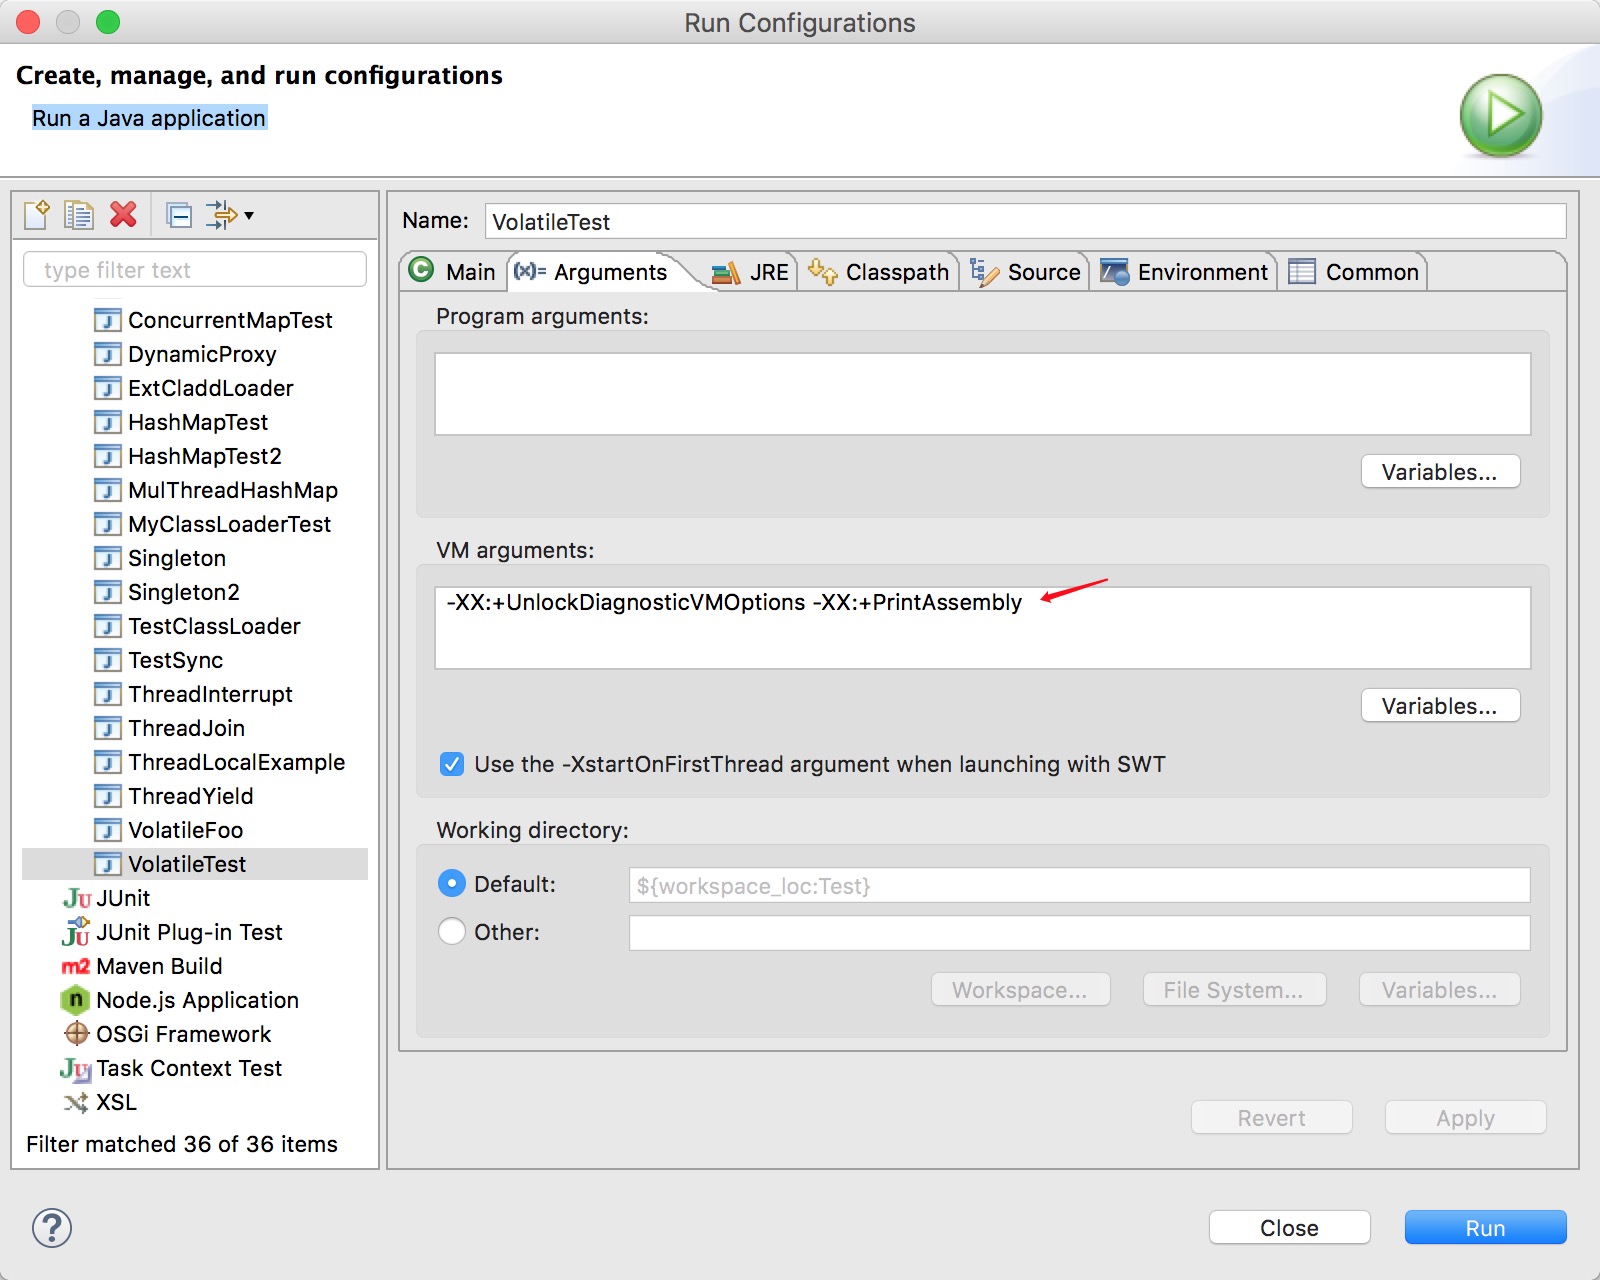 Run Configurations
Create, manage, and run configurations
Run a Java application
type filter text
ConcurrentMapTest
DynamicProxy
ExtCladdLoader
HashMapTest
HashMapTest2
MulThreadHashMap
MyClassLoaderTest
Singleton
Singleton2
TestClassLoader
TestSync
ThreadInterrupt
ThreadJoin
ThreadLocalExample
ThreadYield
VolatileFoo
VolatileTest
JUnit
JUnit Plug-in Test
Maven Build
Node.js Application
OSGi Framework
Task Context Test
XSL
Filter matched 36 of 36 items
Name: VolatileTest
Main (x)= Arguments JRE Classpath Source Environment Common
Program arguments:
Variables...
VM arguments:
-XX:+UnlockDiagnosticVMOptions -XX:+PrintAssembly
Variables...
Use the -XstartOnFirstThread argument when launching with SWT
Working directory:
Default: ${workspace_loc:Test}
Other:
Workspace... File System... Variables...
Revert Apply
Close Run